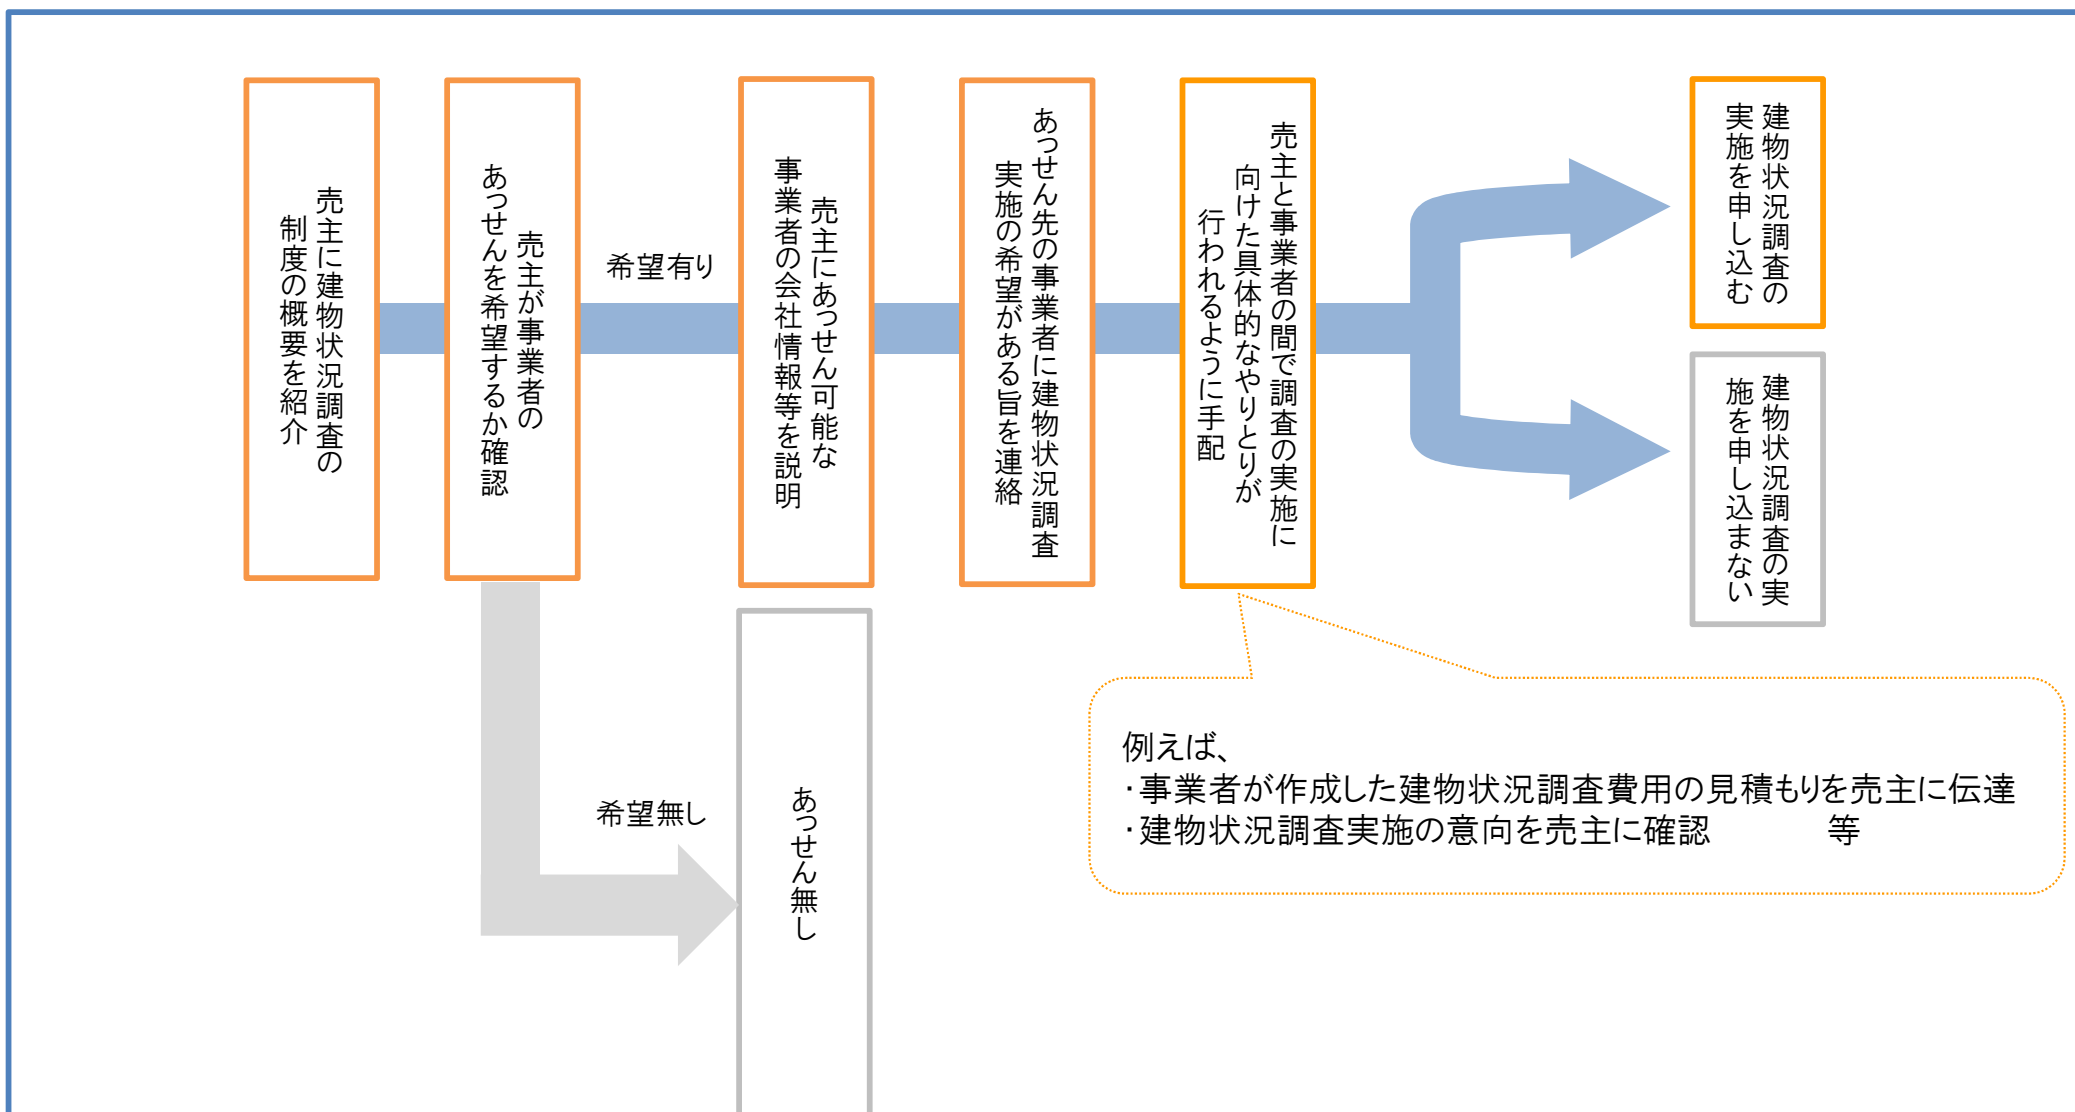 売主に建物状況調査の
制度の概要を紹介
売主が事業者の
あっせんを希望するか確認
希望有り
売主にあっせん可能な
事業者の会社情報等を説明
あっせん先の事業者に建物状況調査
実施の希望がある旨を連絡
売主と事業者の間で調査の実施に
向けた具体的なやりとりが
行われるように手配
建物状況調査の
実施を申し込む
建物状況調査の実
施を申し込まない
希望無し
あっせん無し
例えば、
・事業者が作成した建物状況調査費用の見積もりを売主に伝達
・建物状況調査実施の意向を売主に確認　　　等